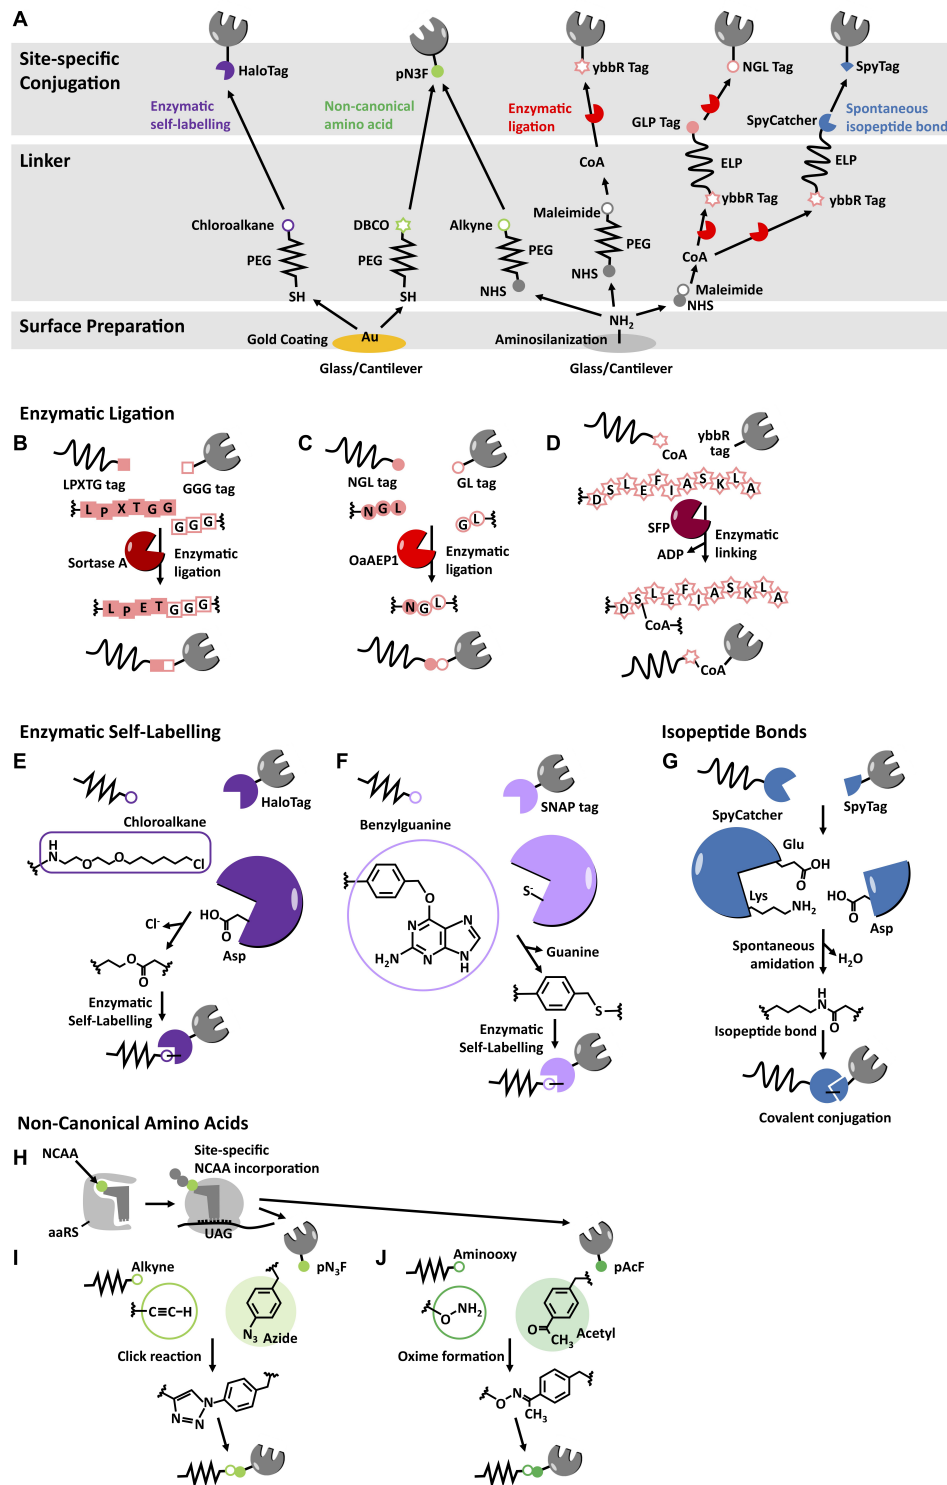 A
Site-specific
Conjugation
HaloTag
pN3F
ybbR Tag
NGL Tag
SpyTag
Enzymatic
self-labelling
Non-canonical
amino acid
Enzymatic
ligation
GLP Tag
SpyCatcher
Spontaneous
isopeptide bond
Linker
CoA
ELP
ELP
ybbR Tag
ybbR Tag
Chloroalkane
DBCO
Alkyne
Maleimide
PEG
PEG
PEG
PEG
NHS
CoA
SH
SH
NHS
Maleimide
NHS
Surface Preparation
NH2
Gold Coating
Au
Aminosilanization
Glass/Cantilever
Glass/Cantilever
Enzymatic Ligation
B
LPXTG tag
GGG tag
L P X T G G
G G G
Sortase A
Enzymatic
ligation
L P E T G G G
C
NGL tag
GL tag
N G L
G L
OaAEP1
Enzymatic
ligation
N G L
D
CoA
ybbR
tag
D S L E F I A S K L A
SFP
ADP
Enzymatic
linking
D S L E F I A S K L A
CoA
CoA
Enzymatic Self-Labelling
E
HaloTag
Chloroalkane
H
N
O
O
Cl
Cl-
HO
O
Asp
O
O
Enzymatic
Self-Labelling
F
SNAP tag
Benzylguanine
O
N
N
H2N
N
N
H
S-
Guanine
S
Enzymatic
Self-Labelling
Isopeptide Bonds
G
SpyCatcher
SpyTag
Glu
OH
O
Lys
NH2
HO
O
Asp
Spontaneous
amidation
H2O
H
N
O
Isopeptide bond
Covalent conjugation
Non-Canonical Amino Acids
H
NCAA
Site-specific
NCAA incorporation
aaRS
UAG
I
Alkyne
pN3F
C≡C-H
N3
Azide
Click reaction
N
N=N
J
Aminooxy
pAcF
O
NH2
O
CH3
Acetyl
Oxime formation
O
N
CH3